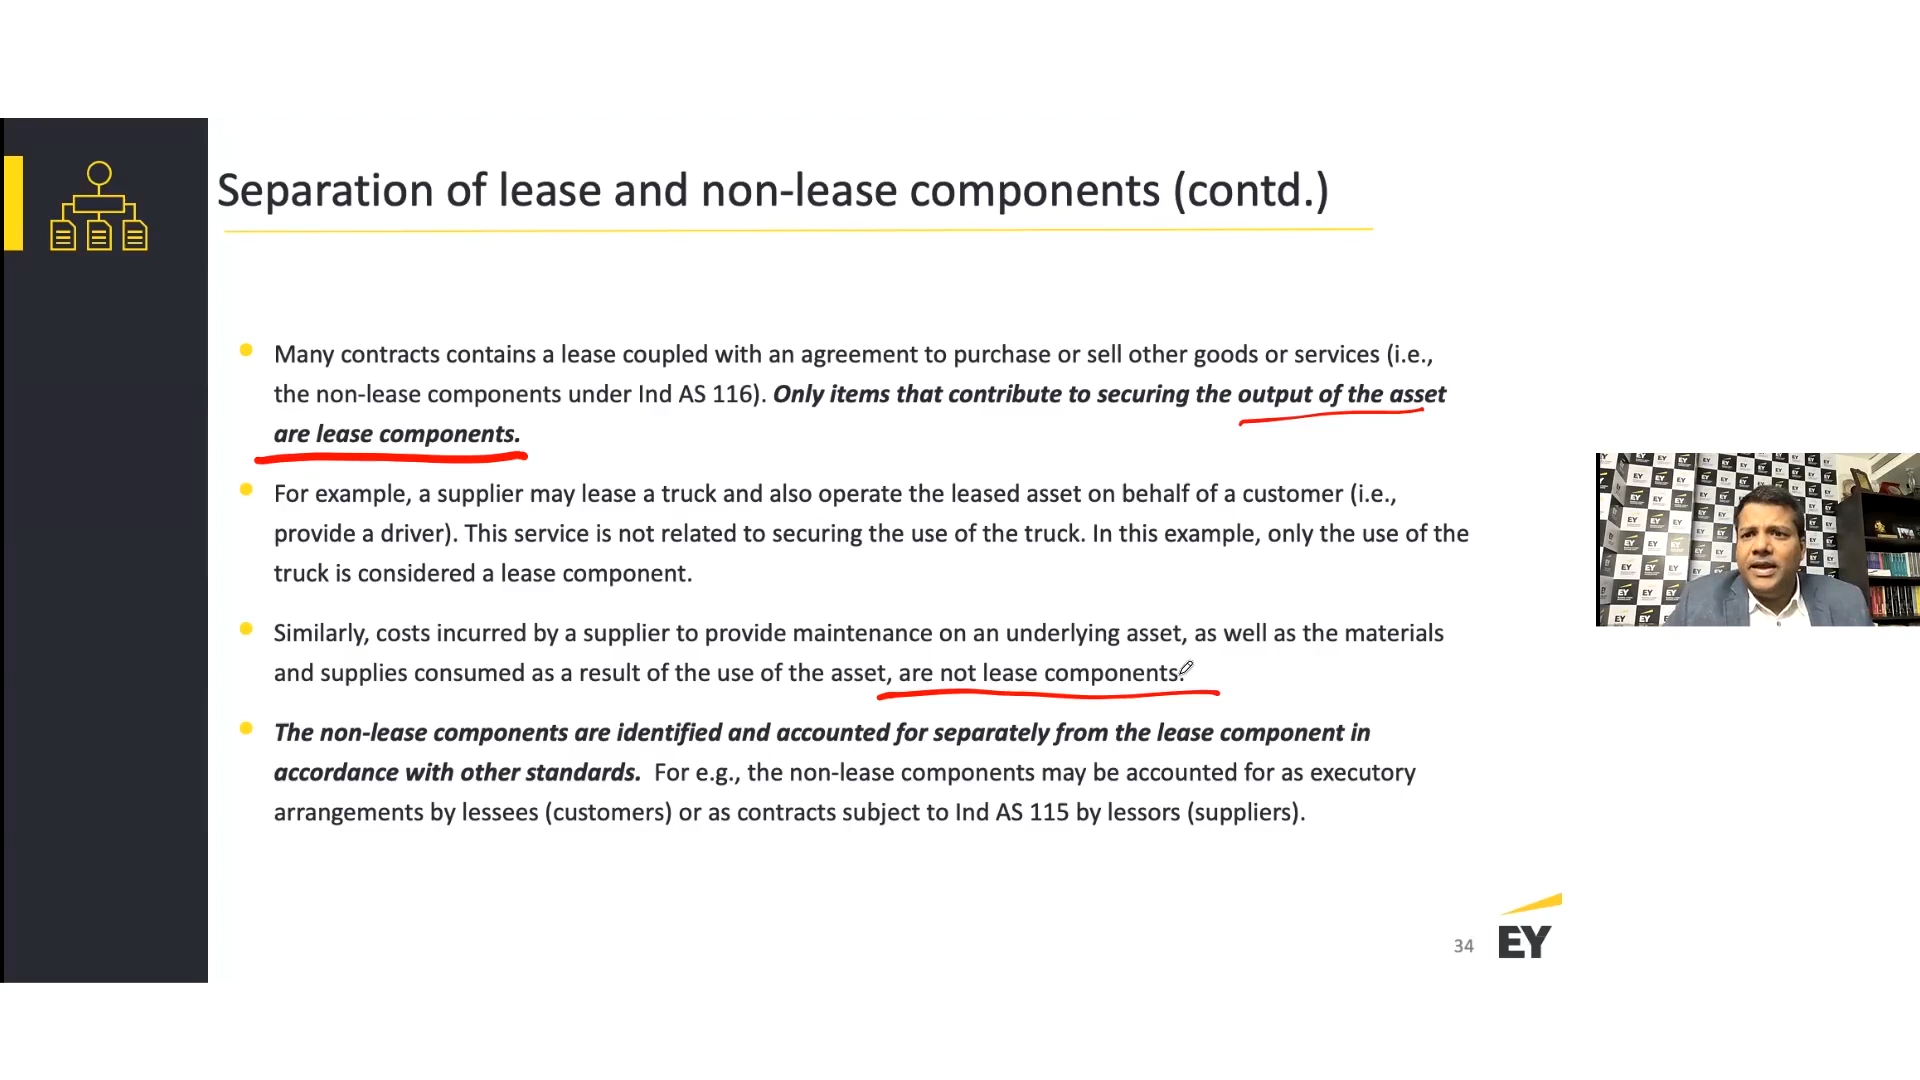 Separation of lease and non-lease components (contd.)
Many contracts contains a lease coupled with an agreement to purchase or sell other goods or services (i.e.,
the non-lease components under Ind AS 116). Only items that contribute to securing the output of the asset
are lease components.
For example, a supplier may lease a truck and also operate the leased asset on behalf of a customer (i.e.,
provide a driver). This service is not related to securing the use of the truck. In this example, only the use of the
truck is considered a lease component.
Similarly, costs incurred by a supplier to provide maintenance on an underlying asset, as well as the materials
and supplies consumed as a result of the use of the asset, are not lease components.
The non-lease components are identified and accounted for separately from the lease component in
accordance with other standards. For e.g., the non-lease components may be accounted for as executory
arrangements by lessees (customers) or as contracts subject to Ind AS 115 by lessors (suppliers).
34
EY